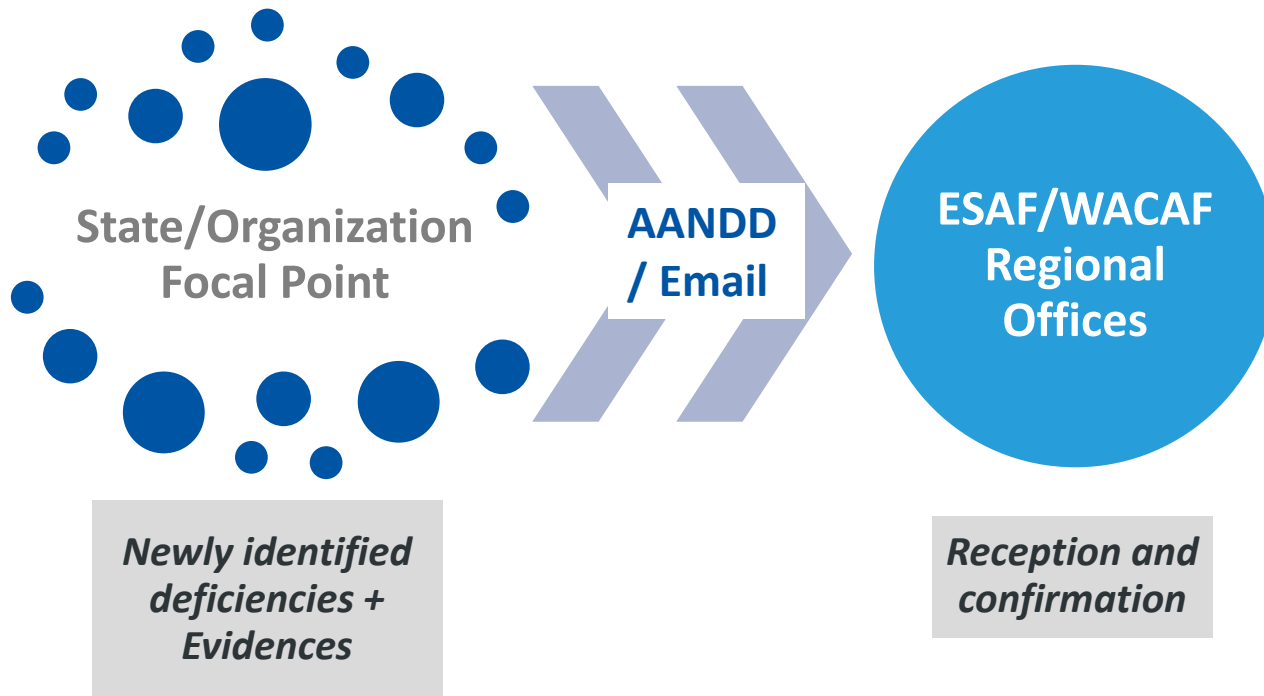 State/Organization
Focal Point
AANDD
/ Email
ESAF/WACAF
Regional
Offices
Newly identified
deficiencies +
Evidences
Reception and
confirmation